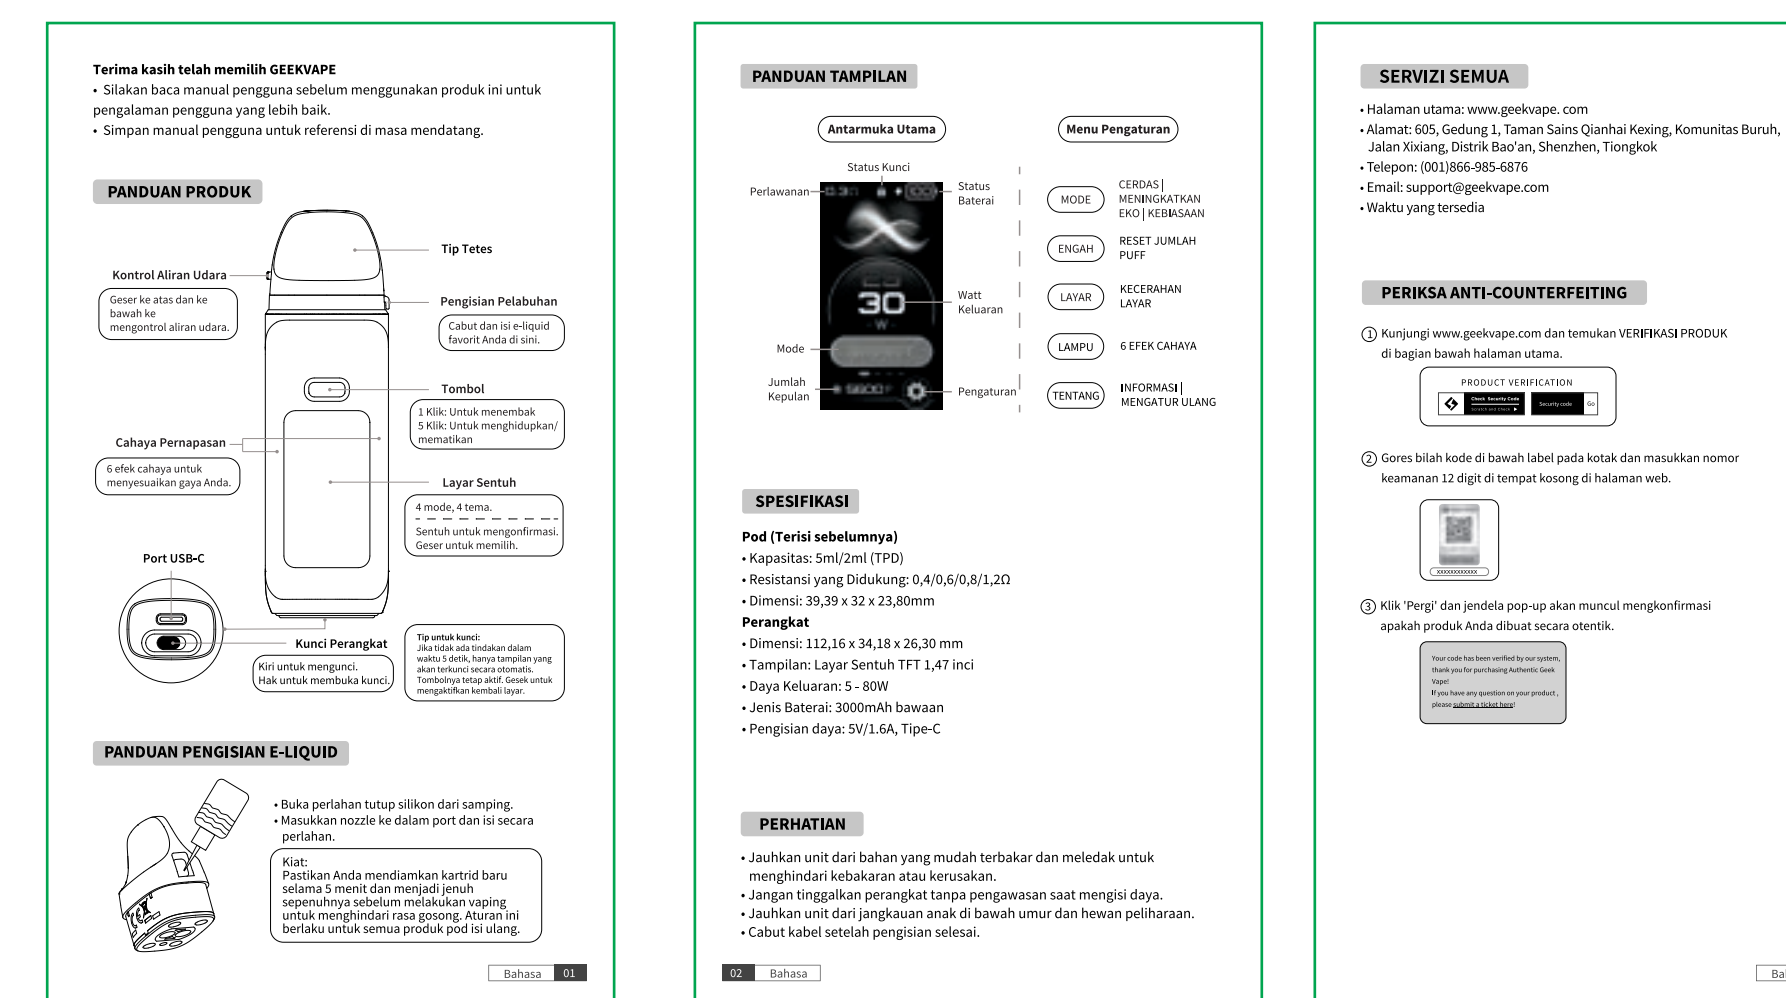 Terima kasih telah memilih GEEKVAPE
• Silakan baca manual pengguna sebelum menggunakan produk ini untuk
pengalaman pengguna yang lebih baik.
• Simpan manual pengguna untuk referensi di masa mendatang.
PANDUAN PRODUK
Tip Tetes
Kontrol Aliran Udara
Geser ke atas dan ke
bawah ke
mengontrol aliran udara.
Pengisian Pelabuhan
Cabut dan isi e-liquid
favorit Anda di sini.
Tombol
1 Klik: Untuk menembak
5 Klik: Untuk menghidupkan/
mematikan
Cahaya Pernapasan
6 efek cahaya untuk
menyesuaikan gaya Anda.
Layar Sentuh
4 mode, 4 tema.
Sentuh untuk mengonfirmasi.
Geser untuk memilih.
Port USB-C
Kunci Perangkat
Kiri untuk mengunci.
Hak untuk membuka kunci.
Tip untuk kunci:
Jika tidak ada tindakan dalam
waktu 5 detik, hanya tampilan yang
akan terkunci secara otomatis.
Tombolnya tetap aktif. Gesek untuk
mengaktifkan kembali layar.
PANDUAN PENGISIAN E-LIQUID
• Buka perlahan tutup silikon dari samping.
• Masukkan nozzle ke dalam port dan isi secara
perlahan.
Kiat:
Pastikan Anda mendiamkan kartrid baru
selama 5 menit dan menjadi jenuh
sepenuhnya sebelum melakukan vaping
untuk menghindari rasa gosong. Aturan ini
berlaku untuk semua produk pod isi ulang.
Bahasa 01
PANDUAN TAMPILAN
Antarmuka Utama
Status Kunci
Perlawanan
Status
Baterai
30
W
Watt
Keluaran
Mode
Jumlah
Kepulan
Pengaturan
Menu Pengaturan
MODE
CERDAS |
MENINGKATKAN
EKO | KEBIASAAN
ENGAH
RESET JUMLAH
PUFF
LAYAR
KECERAHAN
LAYAR
LAMPU
6 EFEK CAHAYA
TENTANG
INFORMASI |
MENGATUR ULANG
SPESIFIKASI
Pod (Terisi sebelumnya)
• Kapasitas: 5ml/2ml (TPD)
• Resistansi yang Didukung: 0,4/0,6/0,8/1,2Ω
• Dimensi: 39,39 x 32 x 23,80mm
Perangkat
• Dimensi: 112,16 x 34,18 x 26,30 mm
• Tampilan: Layar Sentuh TFT 1,47 inci
• Daya Keluaran: 5 - 80W
• Jenis Baterai: 3000mAh bawaan
• Pengisian daya: 5V/1.6A, Tipe-C
PERHATIAN
• Jauhkan unit dari bahan yang mudah terbakar dan meledak untuk
menghindari kebakaran atau kerusakan.
• Jangan tinggalkan perangkat tanpa pengawasan saat mengisi daya.
• Jauhkan unit dari jangkauan anak di bawah umur dan hewan peliharaan.
• Cabut kabel setelah pengisian selesai.
02 Bahasa
SERVIZI SEMUA
• Halaman utama: www.geekvape. com
• Alamat: 605, Gedung 1, Taman Sains Qianhai Kexing, Komunitas Buruh,
Jalan Xixiang, Distrik Bao'an, Shenzhen, Tiongkok
• Telepon: (001)866-985-6876
• Email: support@geekvape.com
• Waktu yang tersedia
PERIKSA ANTI-COUNTERFEITING
① Kunjungi www.geekvape.com dan temukan VERIFIKASI PRODUK
di bagian bawah halaman utama.
PRODUCT VERIFICATION
Check Security Code
Scratch and Check ▶
Security code
Go
② Gores bilah kode di bawah label pada kotak dan masukkan nomor
keamanan 12 digit di tempat kosong di halaman web.
XXXXXXXXXXXX
③ Klik 'Pergi' dan jendela pop-up akan muncul mengkonfirmasi
apakah produk Anda dibuat secara otentik.
Your code has been verified by our system,
thank you for purchasing Authentic Geek
Vape!
If you have any question on your product ,
please submit a ticket here!